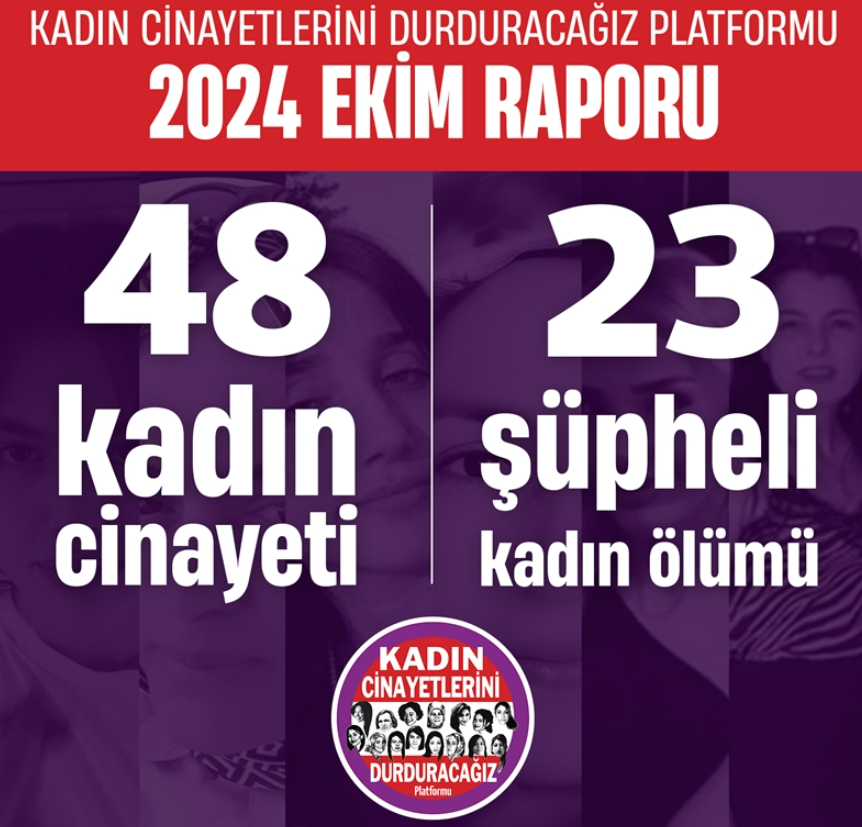 KADIN CİNAYETLERİNİ DURDURACAĞIZ PLATFORMU
2024 EKİM RAPORU
48
kadın
cinayeti
23
şüpheli
kadın ölümü
KADIN
CİNAYETLERİNİ
DURDURACAĞIZ
Platformu